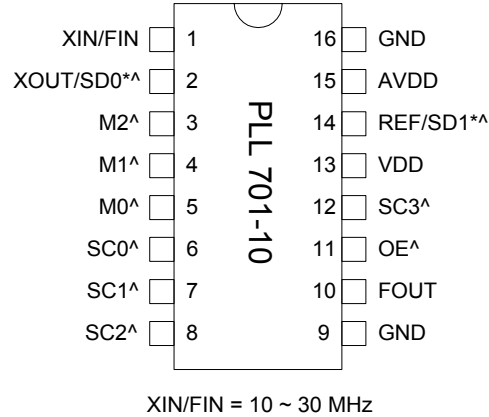 XIN/FIN 1 16 GND
XOUT/SD0*^ 2 15 AVDD
M2^ 3 14 REF/SD1*^
M1^ 4 13 VDD
M0^ 5 12 SC3^
SC0^ 6 11 OE^
SC1^ 7 10 FOUT
SC2^ 8 9 GND
PLL 701-10
XIN/FIN = 10 ~ 30 MHz